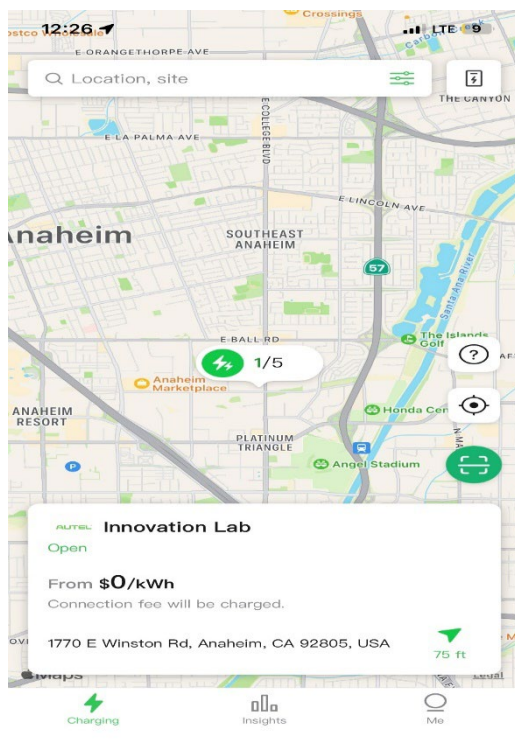 Crossings
12:26
LTE 9
E ORANGETHORPE AVE
Location, site
THE CANYON
E COLLEGE BLVD
E LA PALMA AVE
E LINCOLN AVE
naheim
SOUTHEAST
ANAHEIM
57
Santa Ana River
The Islands
Golf
E BALL RD
1/5
?
Anaheim
Marketplace
ANAHEIM
RESORT
Honda Cen
PLATINUM
TRIANGLE
P
Angel Stadium
AUTEL Innovation Lab
Open
From $0/kWh
Connection fee will be charged.
1770 E Winston Rd, Anaheim, CA 92805, USA
75 ft
Maps
Legal
Charging
Insights
Me